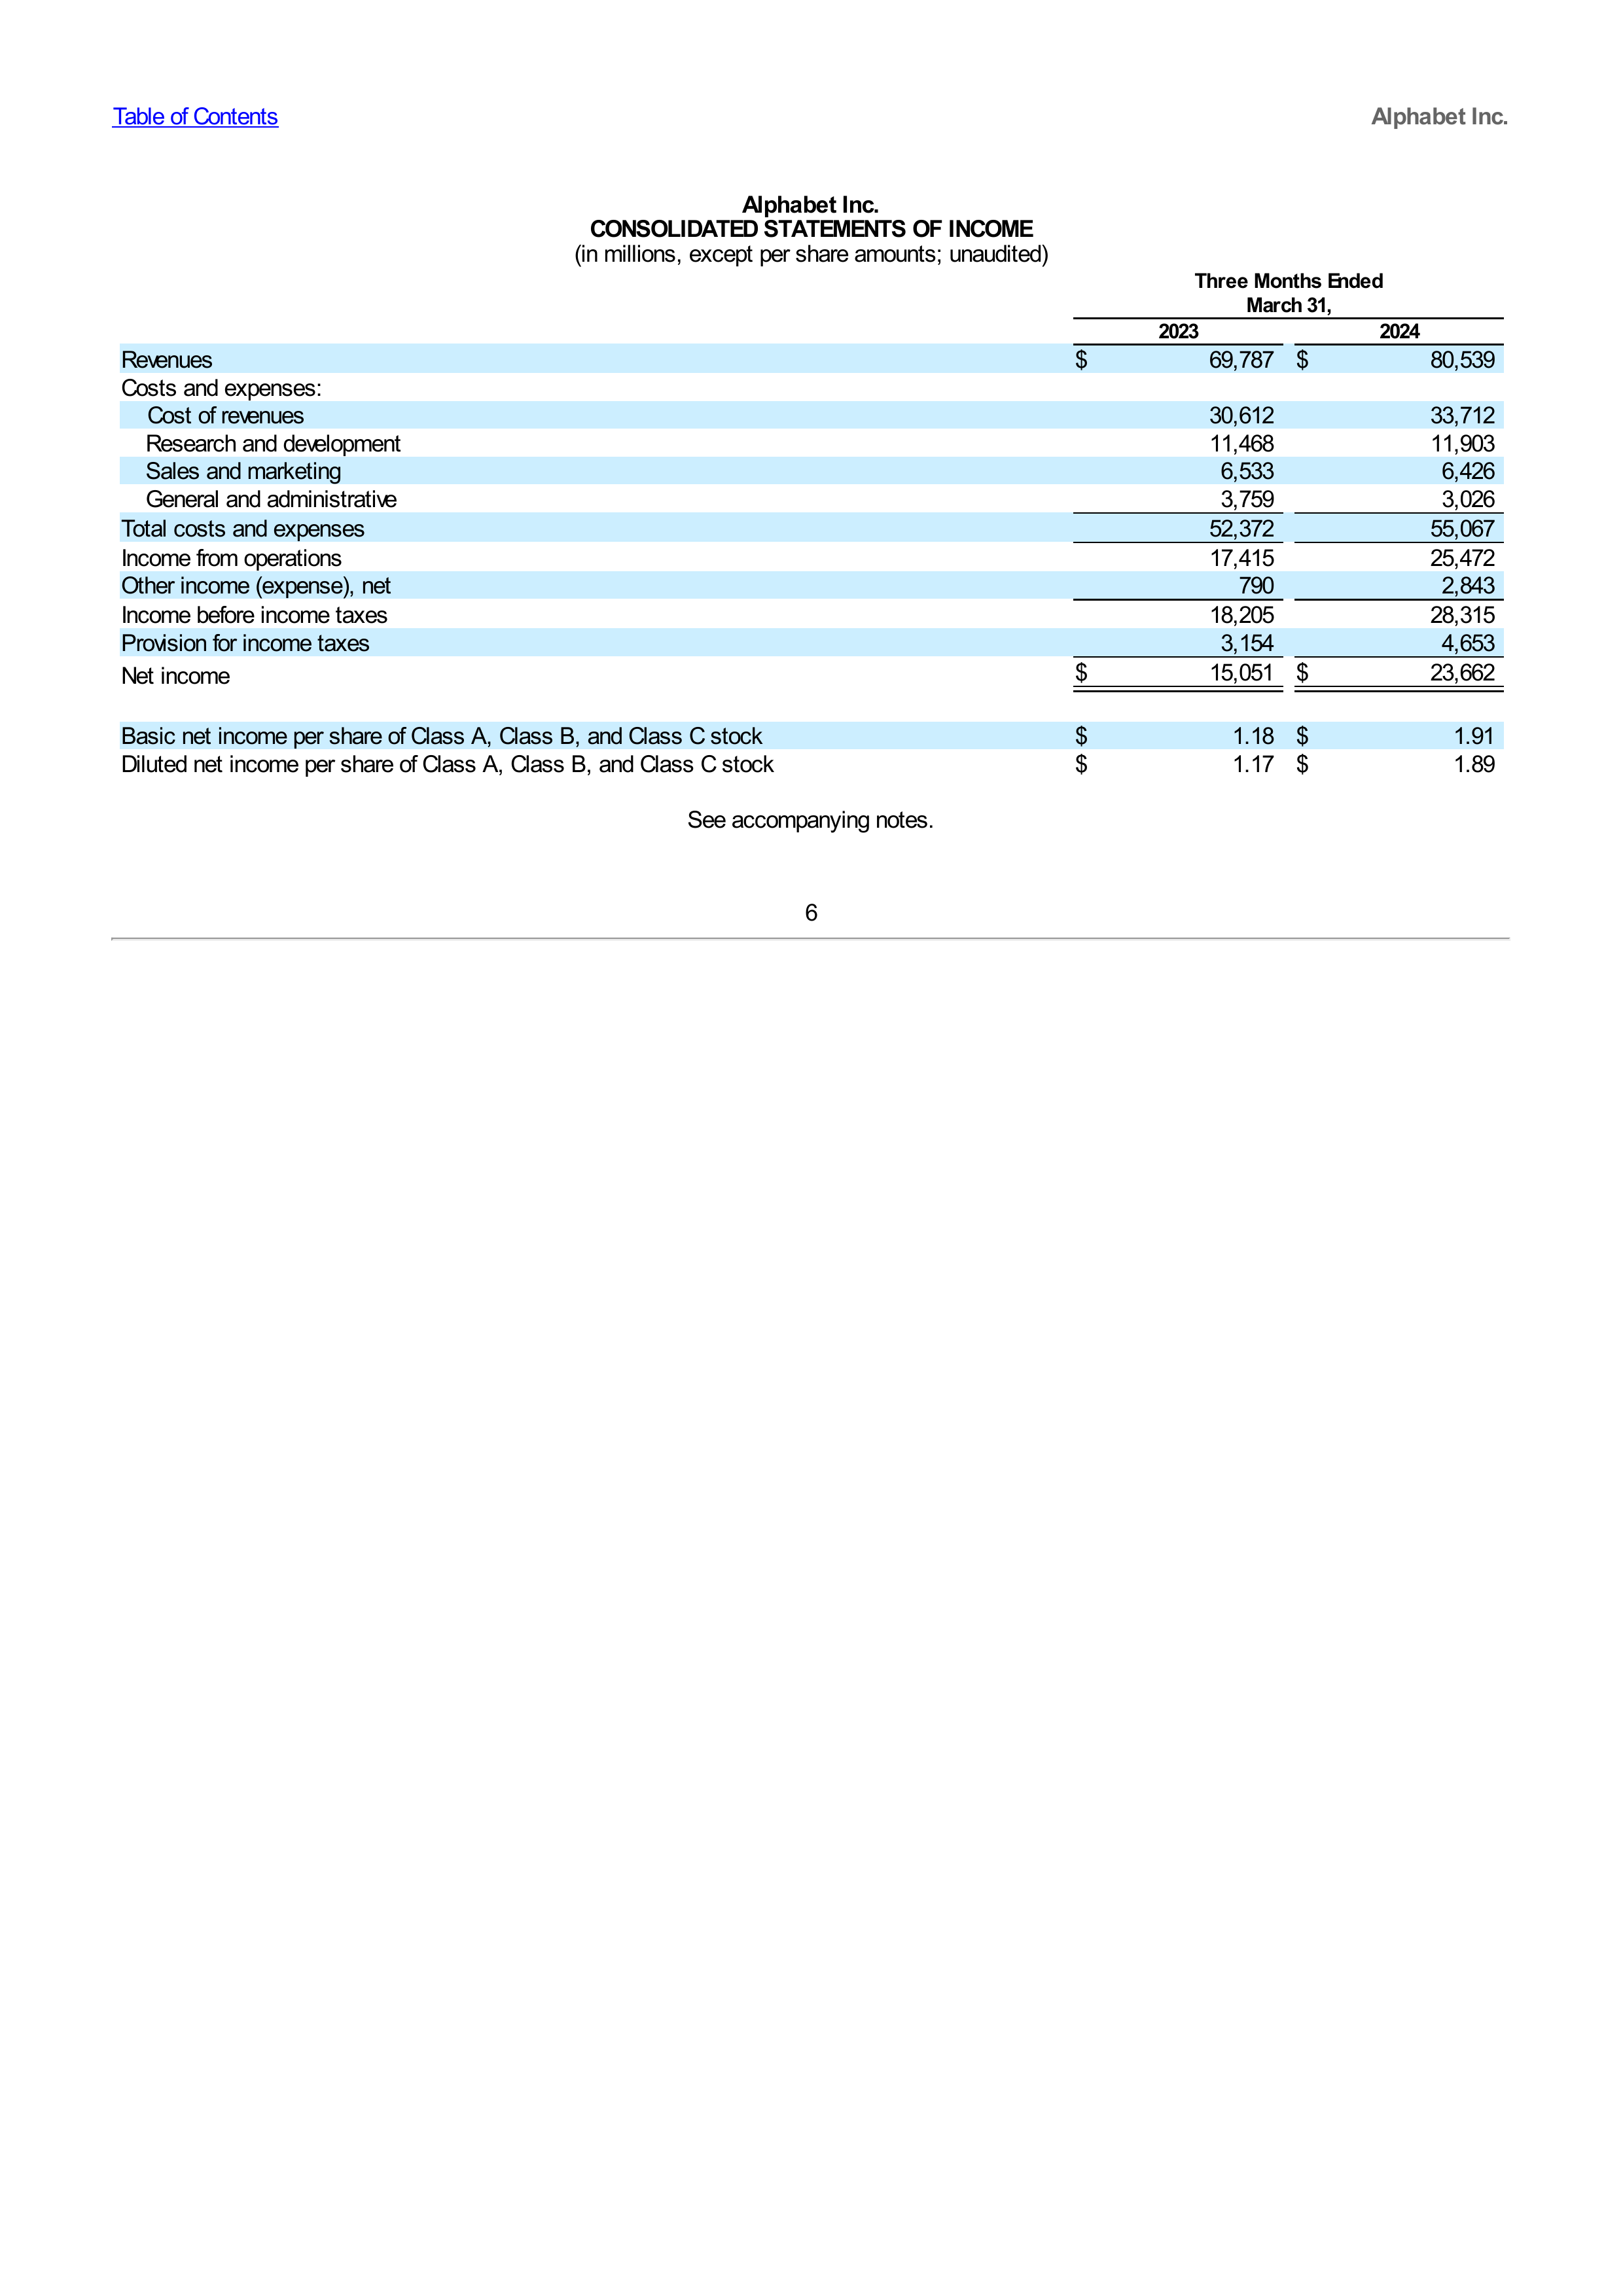 Table of Contents Alphabet Inc.
Alphabet Inc.
CONSOLIDATED STATEMENTS OF INCOME
(in millions, except per share amounts; unaudited)
Three Months Ended
March 31,
2023 2024
Revenues $ 69,787 $ 80,539
Costs and expenses:
Cost of revenues 30,612 33,712
Research and development 11,468 11,903
Sales and marketing 6,533 6,426
General and administrative 3,759 3,026
Total costs and expenses 52,372 55,067
Income from operations 17,415 25,472
Other income (expense), net 790 2,843
Income before income taxes 18,205 28,315
Provision for income taxes 3,154 4,653
Net income $ 15,051 $ 23,662
Basic net income per share of Class A, Class B, and Class C stock $ 1.18 $ 1.91
Diluted net income per share of Class A, Class B, and Class C stock $ 1.17 $ 1.89
See accompanying notes.
6